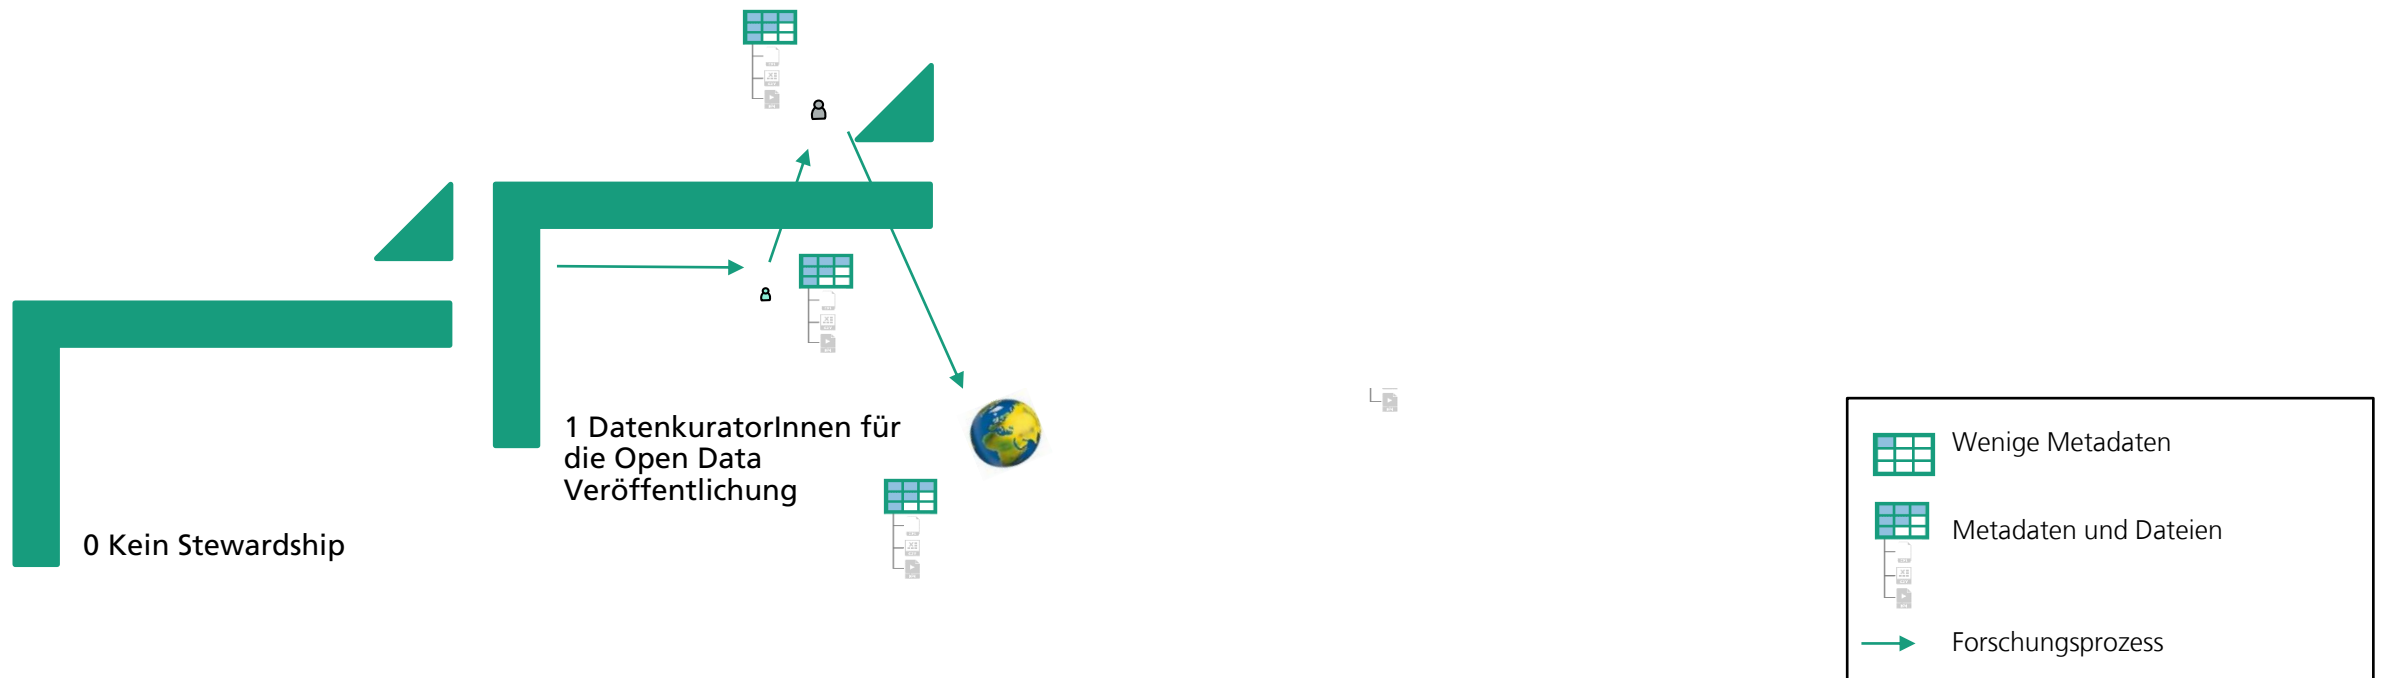 0 Kein Stewardship
1 DatenkuratorInnen für
die Open Data
Veröffentlichung
Wenige Metadaten
Metadaten und Dateien
Forschungsprozess